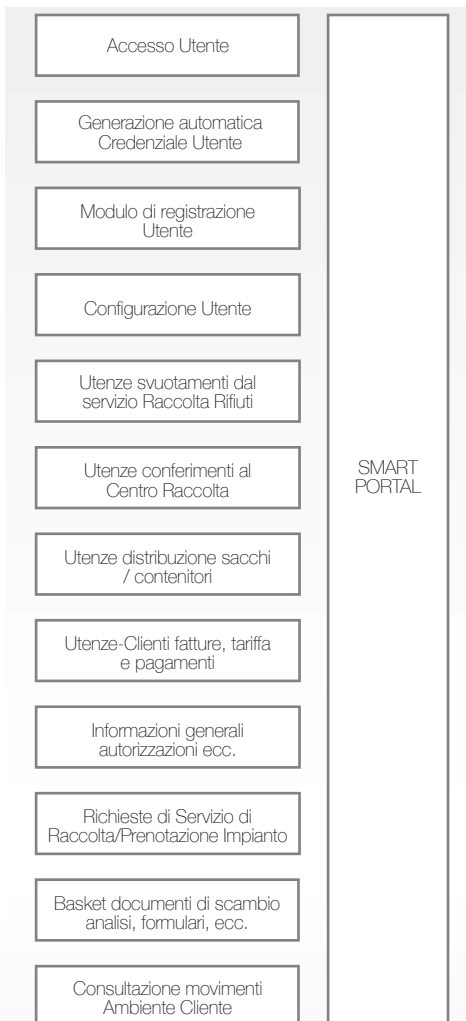 Accesso Utente
Generazione automatica
Credenziale Utente
Modulo di registrazione
Utente
Configurazione Utente
Utenze svuotamenti dal
servizio Raccolta Rifiuti
Utenze conferimenti al
Centro Raccolta
Utenze distribuzione sacchi
/ contenitori
Utenze-Clienti fatture, tariffa
e pagamenti
Informazioni generali
autorizzazioni ecc.
Richieste di Servizio di
Raccolta/Prenotazione Impianto
Basket documenti di scambio
analisi, formulari, ecc.
Consultazione movimenti
Ambiente Cliente
SMART
PORTAL